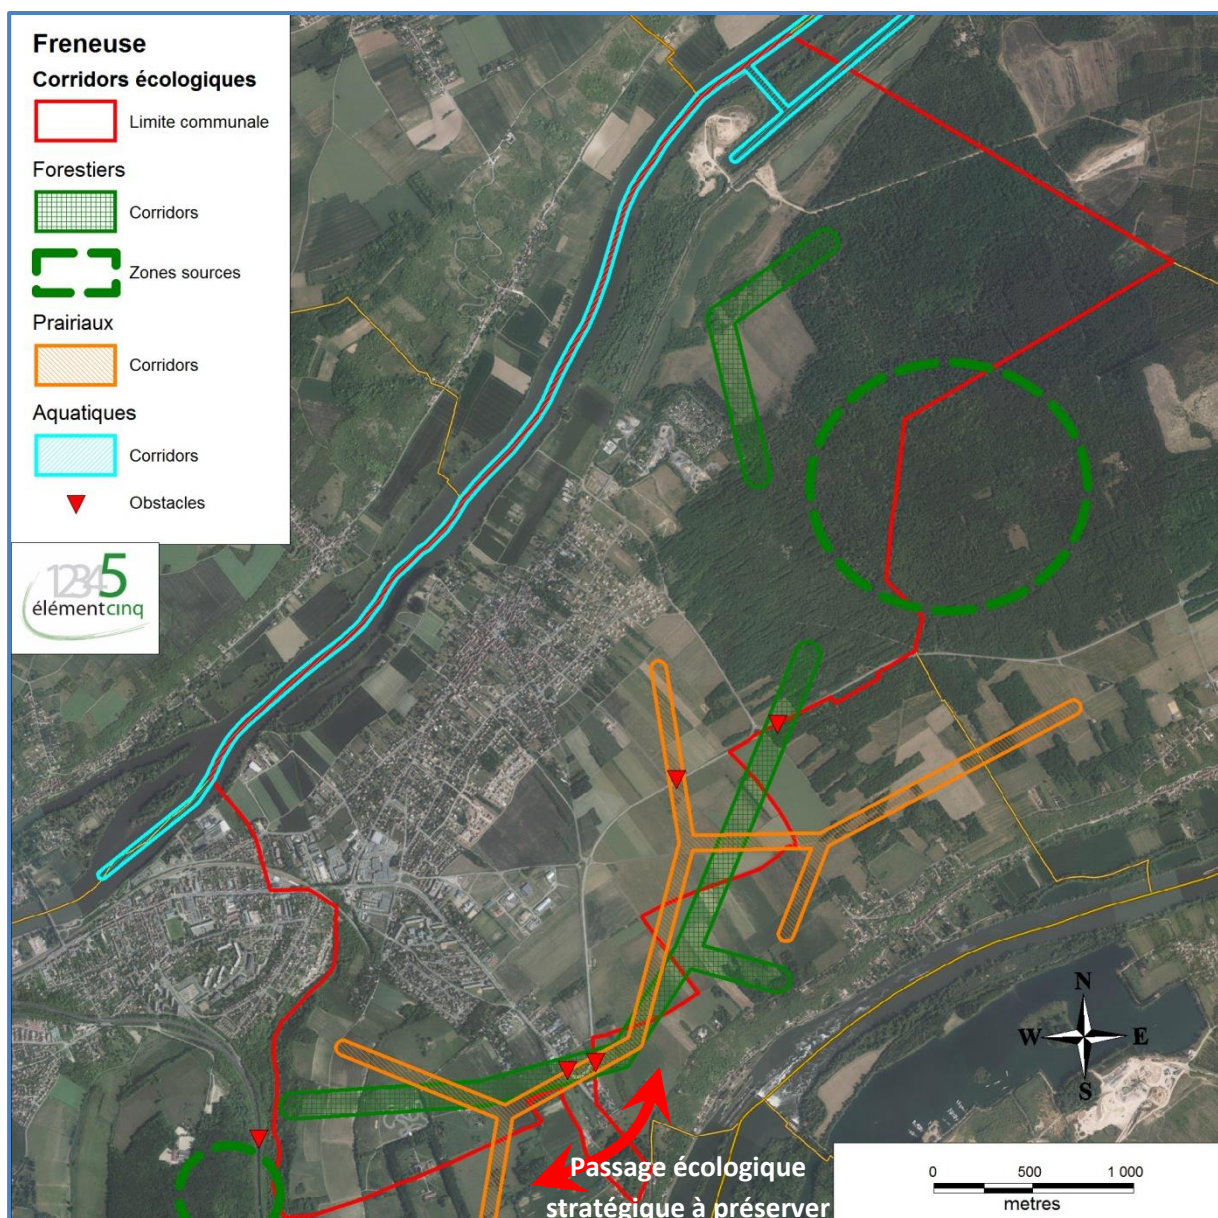 Freneuse
Corridors écologiques
Limite communale
Forestiers
Corridors
Zones sources
Prairiaux
Corridors
Aquatiques
Corridors
Obstacles
12345
élémentcinq
N
W E
S
Passage écologique
stratégique à préserver
0 500 1 000
metres